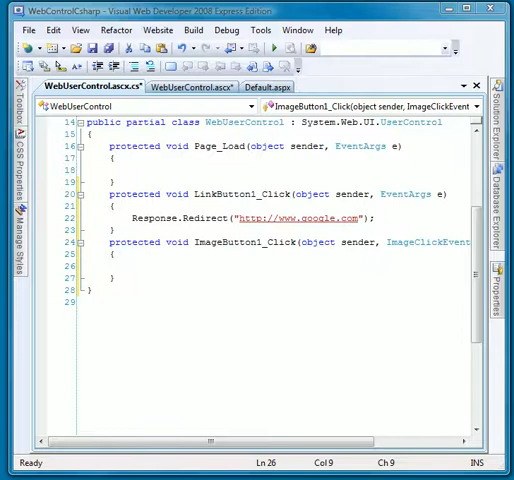 WebControlCsharp - Visual Web Developer 2008 Express Edition
File Edit View Refactor Website Build Debug Tools Window Help
WebUserControl.ascx.cs* WebUserControl.ascx* Default.aspx
WebUserControl ImageButton1_Click(object sender, ImageClickEvent
14 public partial class WebUserControl : System.Web.UI.UserControl
15 {
16 protected void Page_Load(object sender, EventArgs e)
17 {
18
19 }
20 protected void LinkButton1_Click(object sender, EventArgs e)
21 {
22 Response.Redirect("http://www.google.com");
23 }
24 protected void ImageButton1_Click(object sender, ImageClickEvent
25 {
26
27 }
28 }
29
Toolbox
CSS Properties
Manage Styles
Solution Explorer
Database Explorer
Properties
Ready Ln 26 Col 9 Ch 9 INS